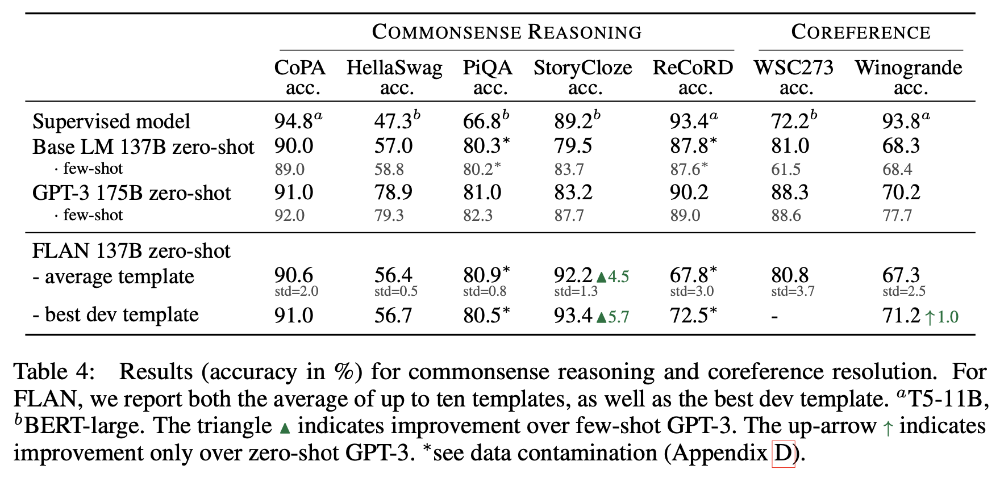 COMMONSENSE REASONING COREFERENCE
CoPA HellaSwag PiQA StoryCloze ReCoRD WSC273 Winogrande
acc. acc. acc. acc. acc. acc. acc.
Supervised model 94.8a 47.3b 66.8b 89.2b 93.4a 72.2b 93.8a
Base LM 137B zero-shot 90.0 57.0 80.3* 79.5 87.8* 81.0 68.3
· few-shot 89.0 58.8 80.2* 83.7 87.6* 61.5 68.4
GPT-3 175B zero-shot 91.0 78.9 81.0 83.2 90.2 88.3 70.2
· few-shot 92.0 79.3 82.3 87.7 89.0 88.6 77.7
FLAN 137B zero-shot
- average template 90.6 56.4 80.9* 92.2 ▲4.5 67.8* 80.8 67.3
std=2.0 std=0.5 std=0.8 std=1.3 std=3.0 std=3.7 std=2.5
- best dev template 91.0 56.7 80.5* 93.4 ▲5.7 72.5* - 71.2 ↑1.0
Table 4: Results (accuracy in %) for commonsense reasoning and coreference resolution. For
FLAN, we report both the average of up to ten templates, as well as the best dev template. aT5-11B,
bBERT-large. The triangle ▲ indicates improvement over few-shot GPT-3. The up-arrow ↑ indicates
improvement only over zero-shot GPT-3. *see data contamination (Appendix D).